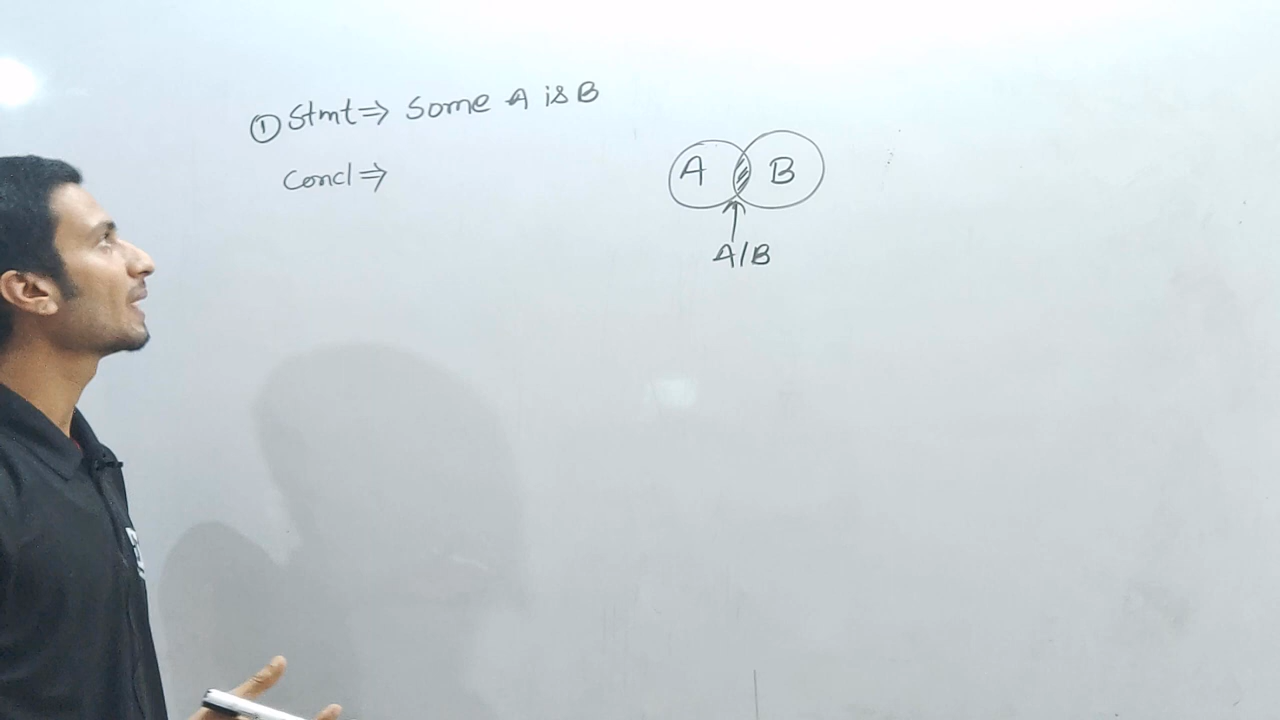 ① Stmt⇒ Some A is B
Concl⇒
A B
A/B